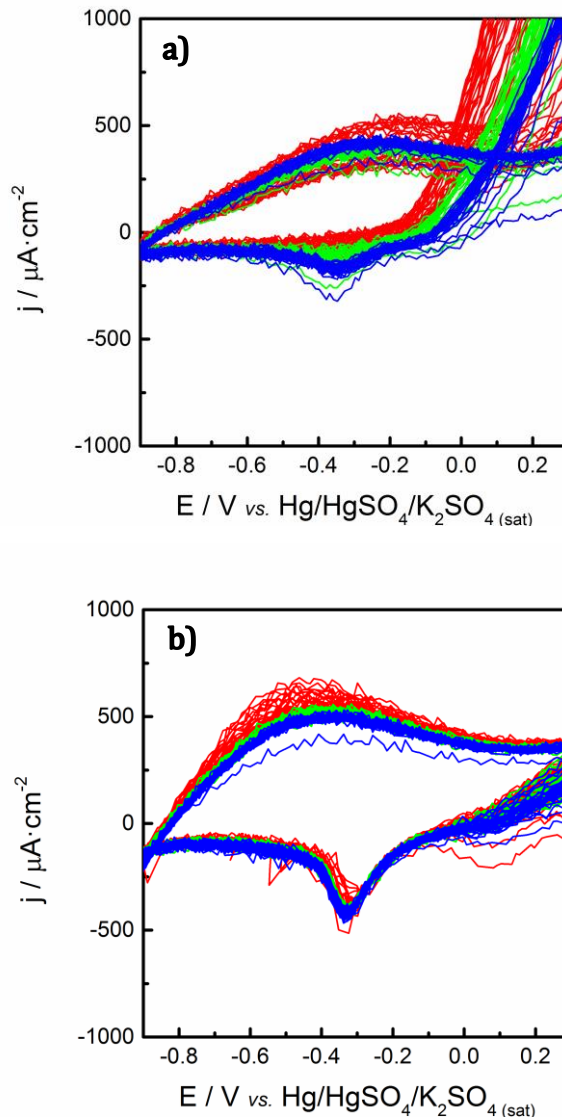 a)
1000
500
0
-500
-1000
j / µA·cm⁻²
-0.8 -0.6 -0.4 -0.2 0.0 0.2
E / V vs. Hg/HgSO₄/K₂SO₄ (sat)
b)
1000
500
0
-500
-1000
j / µA·cm⁻²
-0.8 -0.6 -0.4 -0.2 0.0 0.2
E / V vs. Hg/HgSO₄/K₂SO₄ (sat)